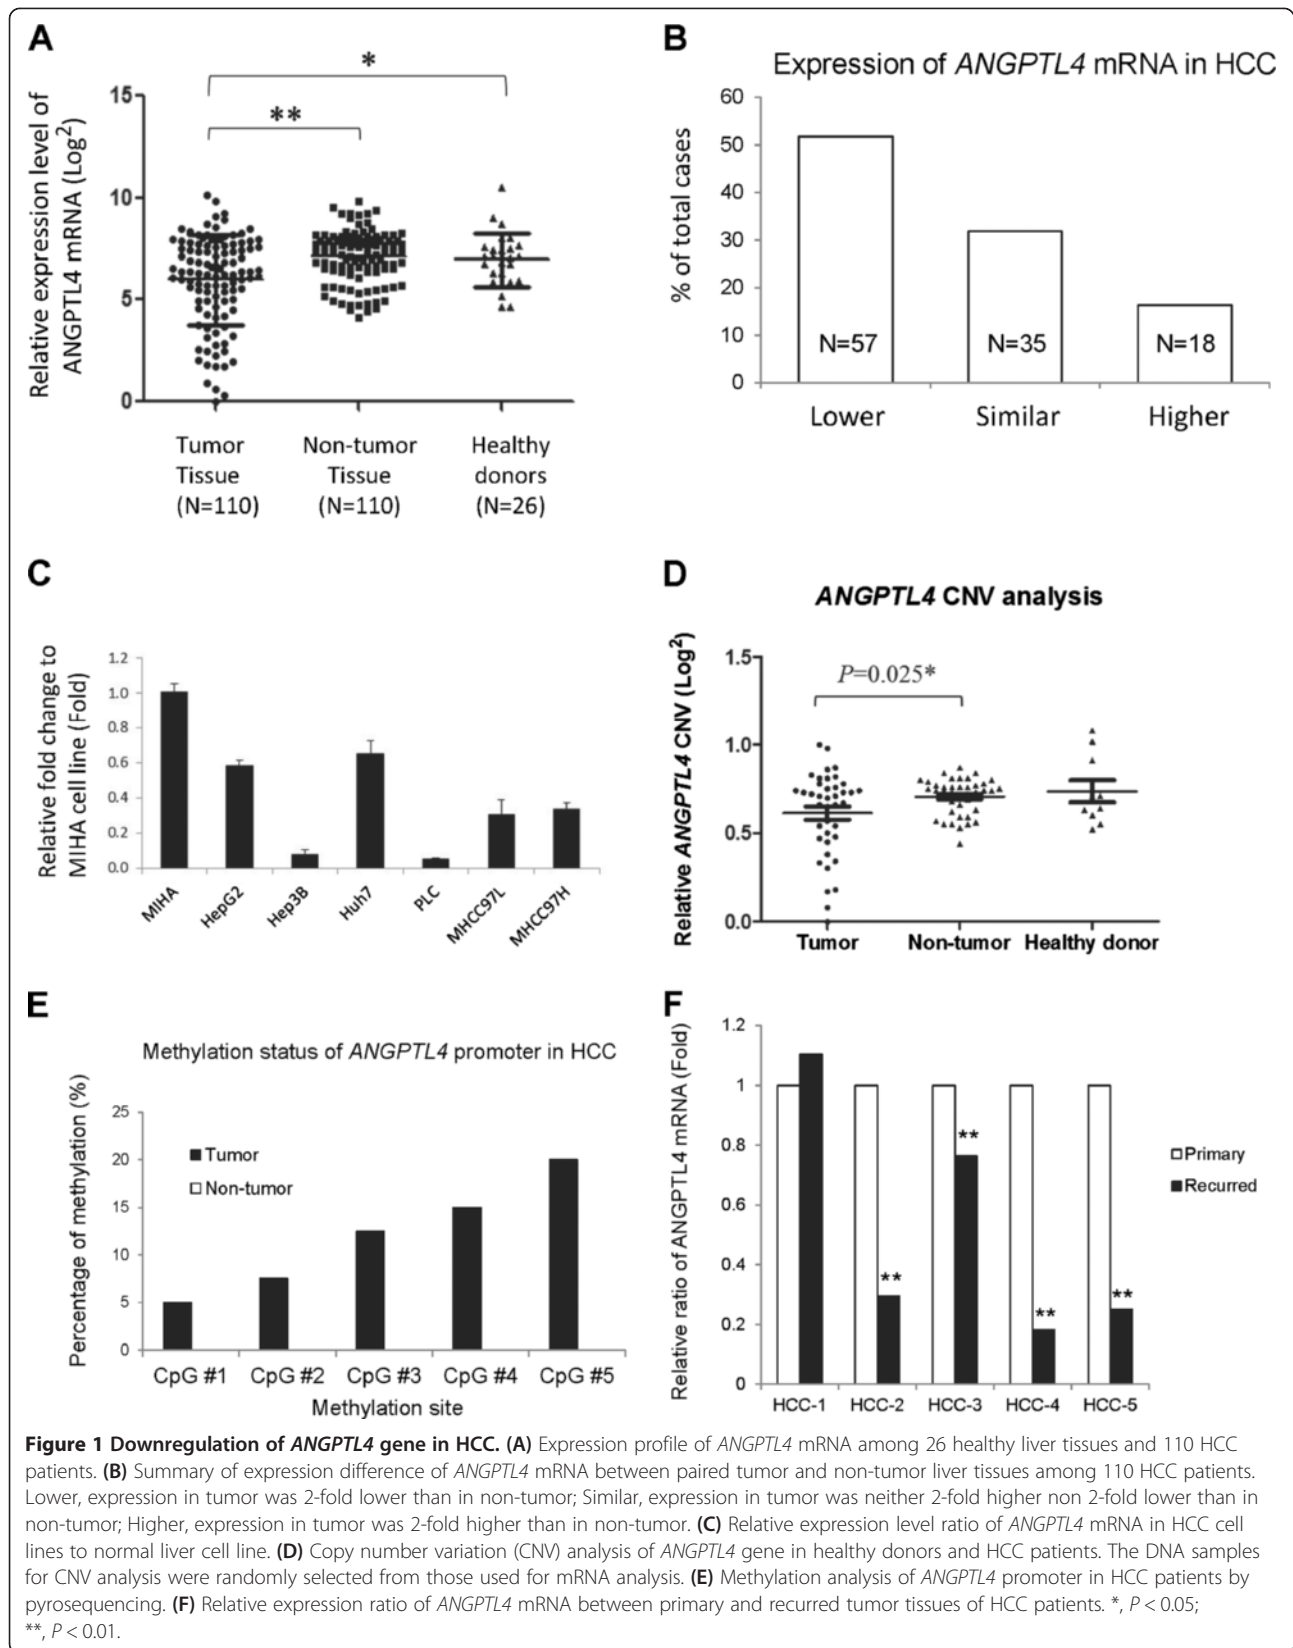 A
*
**
Relative expression level of
ANGPTL4 mRNA (Log2)
15
10
5
0
Tumor
Tissue
(N=110)
Non-tumor
Tissue
(N=110)
Healthy
donors
(N=26)
B
Expression of ANGPTL4 mRNA in HCC
% of total cases
60
50
40
30
20
10
0
N=57
N=35
N=18
Lower
Similar
Higher
C
Relative fold change to
MIHA cell line (Fold)
1.2
1.0
0.8
0.6
0.4
0.2
0.0
MIHA
HepG2
Hep3B
Huh7
PLC
MHCC97L
MHCC97H
D
ANGPTL4 CNV analysis
Relative ANGPTL4 CNV (Log2)
P=0.025*
1.5
1.0
0.5
0.0
Tumor
Non-tumor
Healthy donor
E
Methylation status of ANGPTL4 promoter in HCC
Percentage of methylation (%)
25
20
15
10
5
0
Tumor
Non-tumor
CpG #1
CpG #2
CpG #3
CpG #4
CpG #5
Methylation site
F
Relative ratio of ANGPTL4 mRNA (Fold)
1.2
1
0.8
0.6
0.4
0.2
0
**
**
**
**
Primary
Recurred
HCC-1
HCC-2
HCC-3
HCC-4
HCC-5
Figure 1 Downregulation of ANGPTL4 gene in HCC. (A) Expression profile of ANGPTL4 mRNA among 26 healthy liver tissues and 110 HCC
patients. (B) Summary of expression difference of ANGPTL4 mRNA between paired tumor and non-tumor liver tissues among 110 HCC patients.
Lower, expression in tumor was 2-fold lower than in non-tumor; Similar, expression in tumor was neither 2-fold higher non 2-fold lower than in
non-tumor; Higher, expression in tumor was 2-fold higher than in non-tumor. (C) Relative expression level ratio of ANGPTL4 mRNA in HCC cell
lines to normal liver cell line. (D) Copy number variation (CNV) analysis of ANGPTL4 gene in healthy donors and HCC patients. The DNA samples
for CNV analysis were randomly selected from those used for mRNA analysis. (E) Methylation analysis of ANGPTL4 promoter in HCC patients by
pyrosequencing. (F) Relative expression ratio of ANGPTL4 mRNA between primary and recurred tumor tissues of HCC patients. *, P < 0.05;
**, P < 0.01.